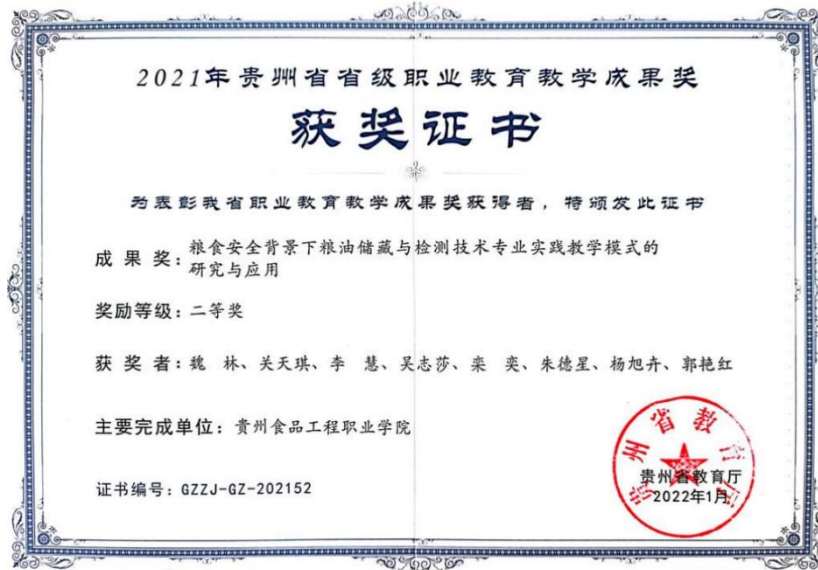 2021年贵州省省级职业教育教学成果奖
获奖证书
为表彰我省职业教育教学成果奖获得者，特颁发此证书
成 果 奖：粮食安全背景下粮油储藏与检测技术专业实践教学模式的
研究与应用
奖励等级：二等奖
获 奖 者：魏 林、关天琪、李 慧、吴志莎、栾 奕、朱德星、杨旭卉、郭艳红
主要完成单位：贵州食品工程职业学院
贵州省教育厅
证书编号：GZZJ-GZ-202152
贵州省教育厅
2022年1月